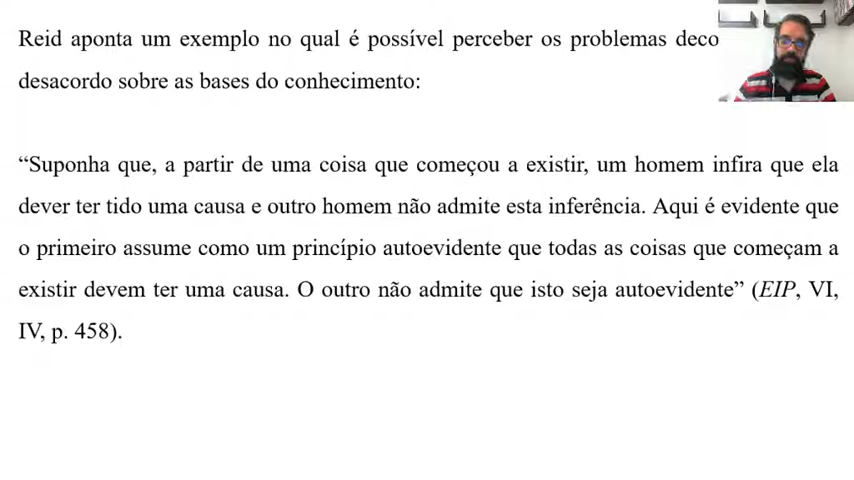 Reid aponta um exemplo no qual é possível perceber os problemas deco
desacordo sobre as bases do conhecimento:
“Suponha que, a partir de uma coisa que começou a existir, um homem infira que ela
dever ter tido uma causa e outro homem não admite esta inferência. Aqui é evidente que
o primeiro assume como um princípio autoevidente que todas as coisas que começam a
existir devem ter uma causa. O outro não admite que isto seja autoevidente” (EIP, VI,
IV, p. 458).